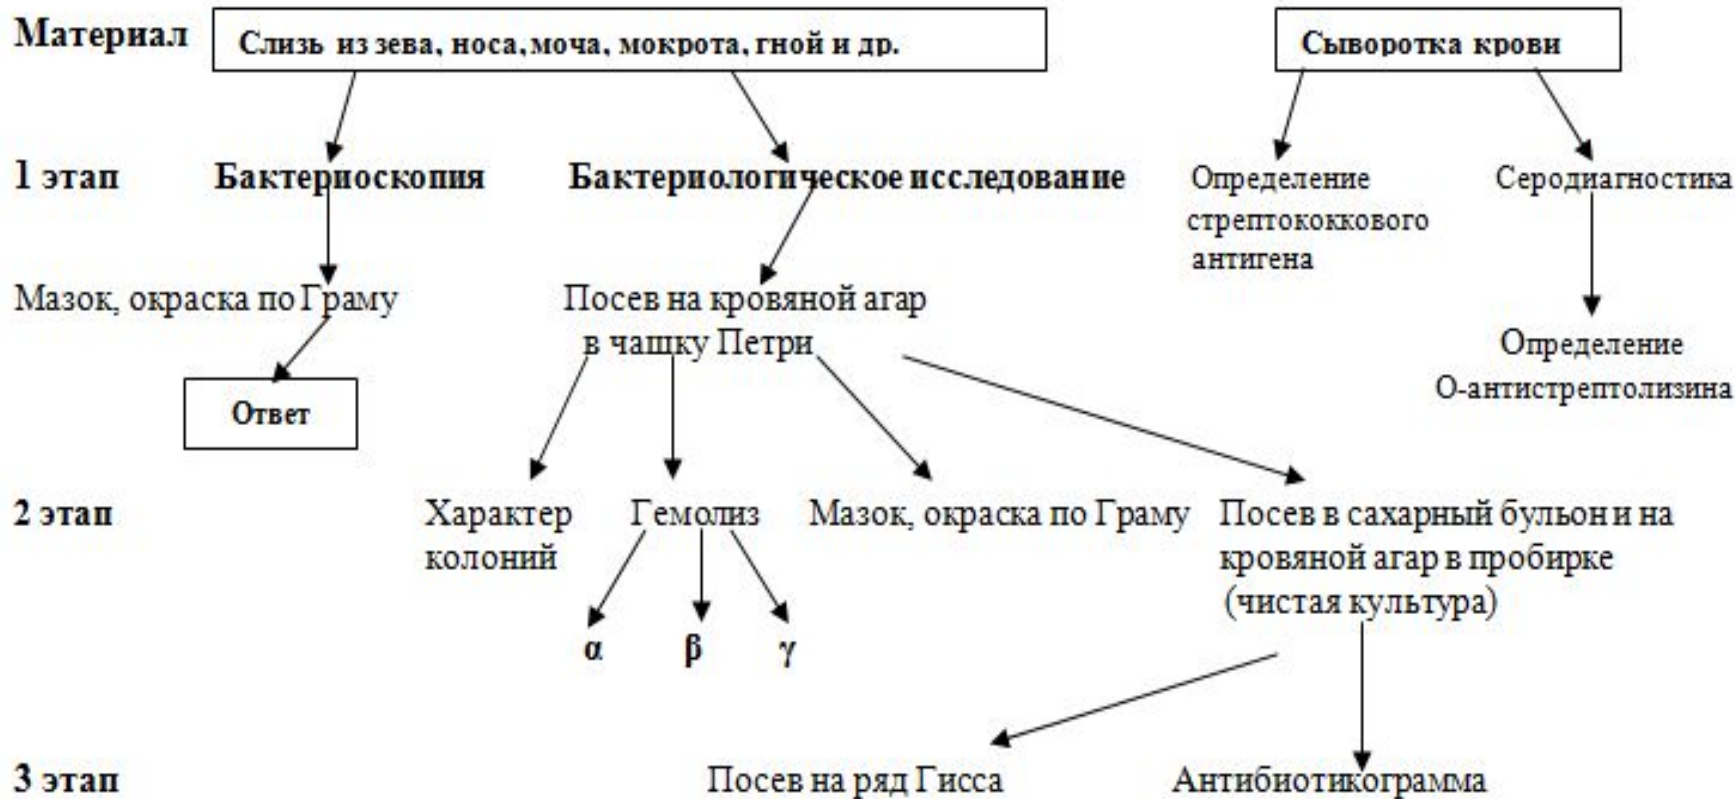 Материал
Слизь из зева, носа, моча, мокрота, гной и др.
Сыворотка крови
1 этап
Бактериоскопия
Бактериологическое исследование
Определение
стрептококкового
антигена
Серодиагностика
Мазок, окраска по Граму
Посев на кровяной агар
в чашку Петри
Определение
О-антистрептолизина
Ответ
2 этап
Характер
колоний
Гемолиз
Мазок, окраска по Граму
Посев в сахарный бульон и на
кровяной агар в пробирке
(чистая культура)
α
β
γ
3 этап
Посев на ряд Гисса
Антибиотикограмма